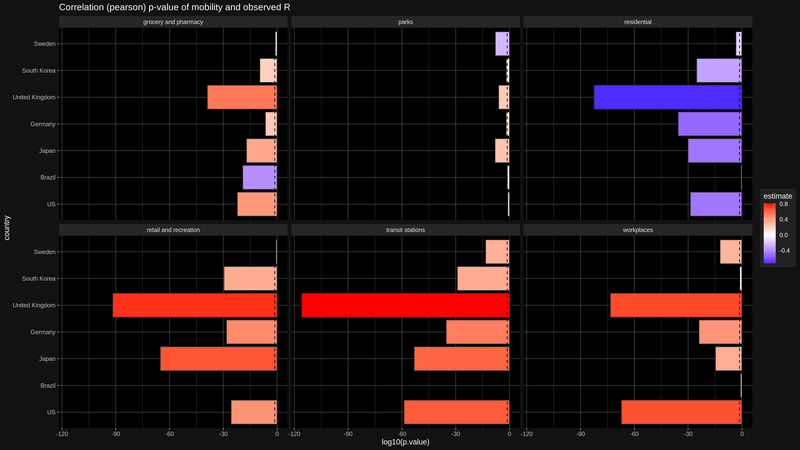 Correlation (pearson) p-value of mobility and observed R
grocery and pharmacy
parks
residential
Sweden
South Korea
United Kingdom
Germany
Japan
Brazil
US
retail and recreation
transit stations
workplaces
Sweden
South Korea
United Kingdom
Germany
Japan
Brazil
US
-120 -90 -60 -30 0
-120 -90 -60 -30 0
-120 -90 -60 -30 0
log10(p.value)
country
estimate
0.8
0.4
0.0
-0.4